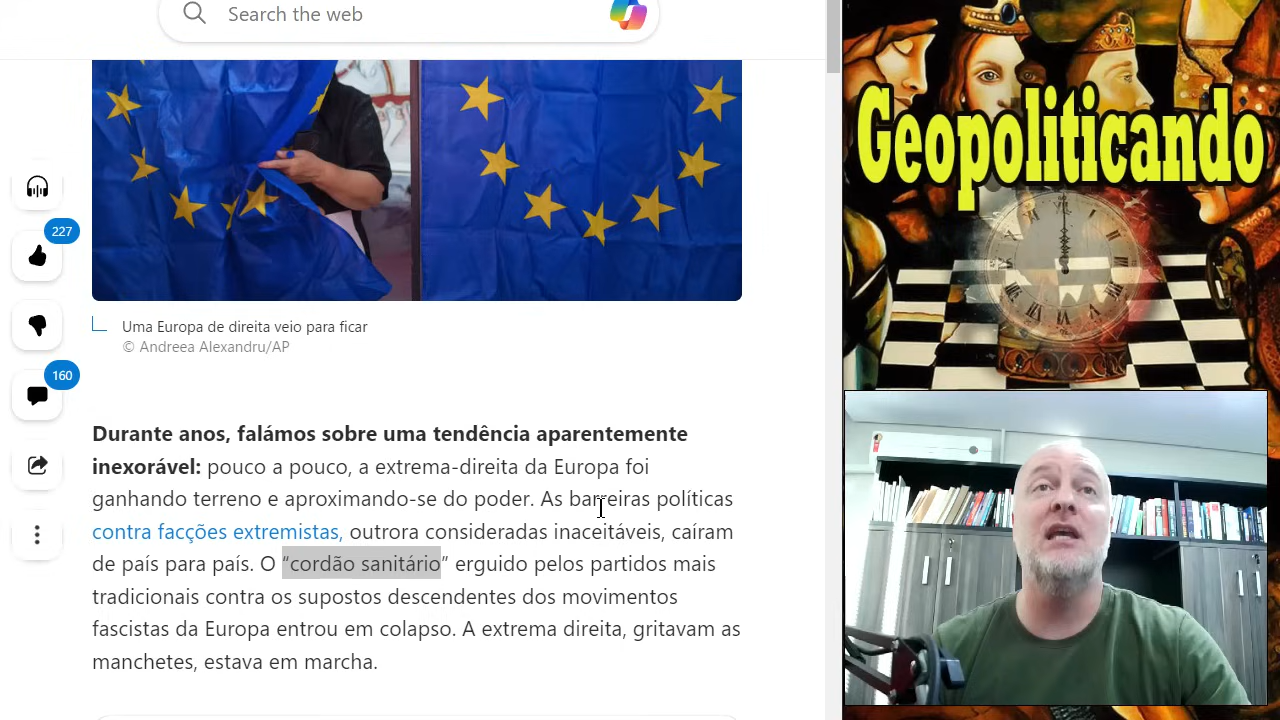 Search the web
Geopoliticando
227
160
Uma Europa de direita veio para ficar
© Andreea Alexandru/AP
Durante anos, falámos sobre uma tendência aparentemente
inexorável: pouco a pouco, a extrema-direita da Europa foi
ganhando terreno e aproximando-se do poder. As barreiras políticas
contra facções extremistas, outrora consideradas inaceitáveis, caíram
de país para país. O “cordão sanitário” erguido pelos partidos mais
tradicionais contra os supostos descendentes dos movimentos
fascistas da Europa entrou em colapso. A extrema direita, gritavam as
manchetes, estava em marcha.